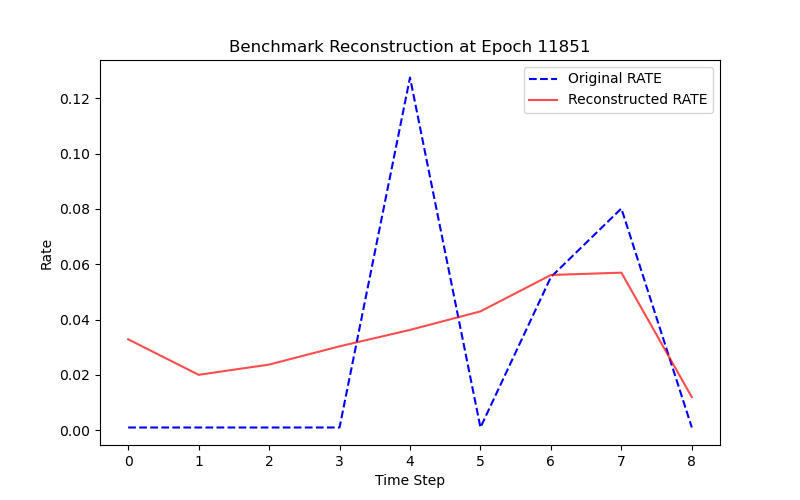 Benchmark Reconstruction at Epoch 11851
Original RATE
Reconstructed RATE
Rate
0.12
0.10
0.08
0.06
0.04
0.02
0.00
0 1 2 3 4 5 6 7 8
Time Step